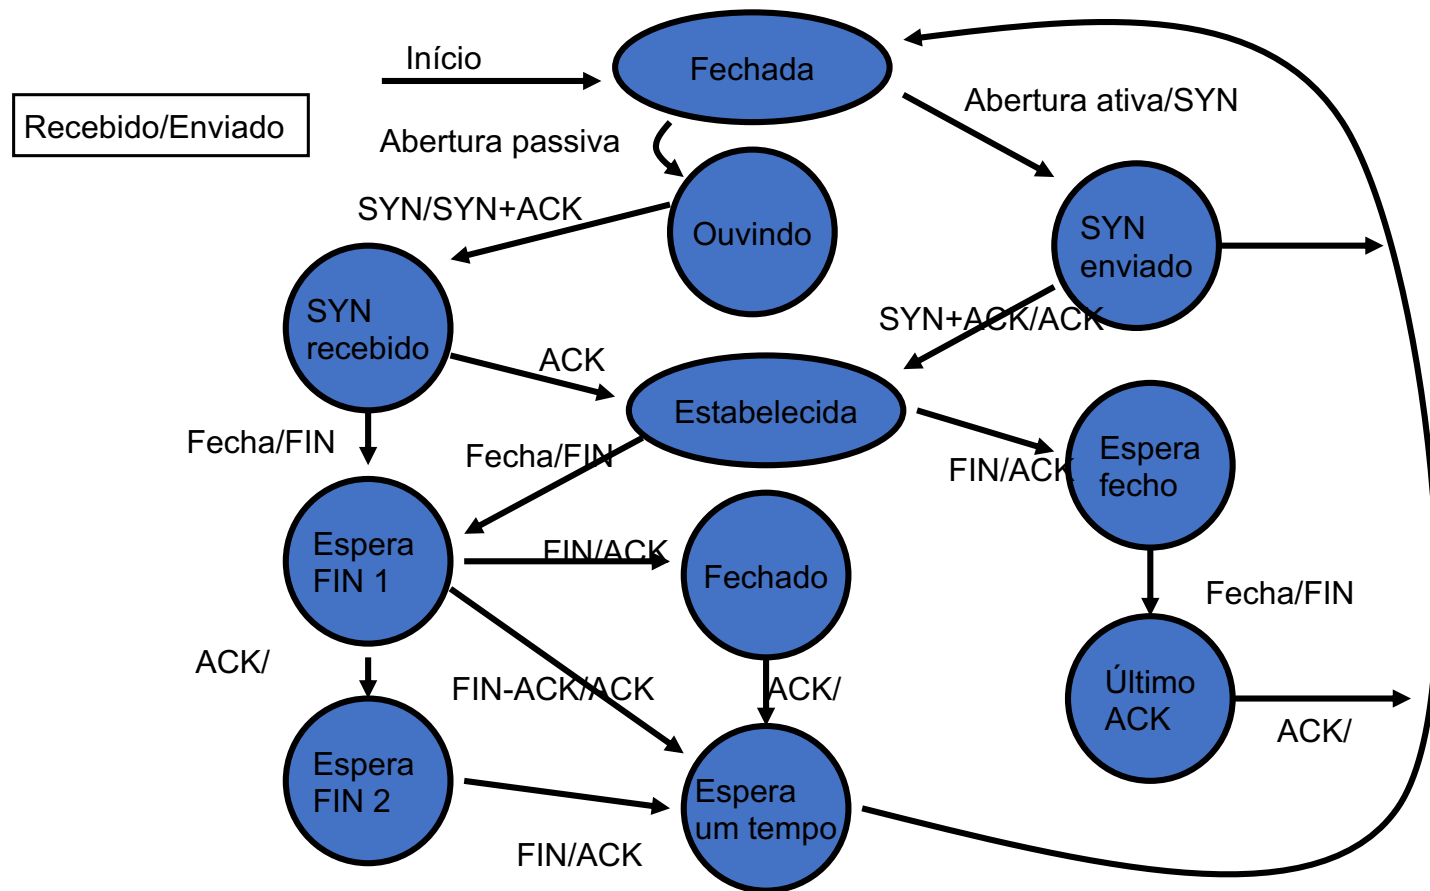 Início
Fechada
Recebido/Enviado
Abertura ativa/SYN
Abertura passiva
SYN/SYN+ACK
Ouvindo
SYN
enviado
SYN
recebido
SYN+ACK/ACK
ACK
Estabelecida
Fecha/FIN
Fecha/FIN
FIN/ACK
Espera
fecho
Espera
FIN 1
FIN/ACK
Fechado
Fecha/FIN
ACK/
FIN-ACK/ACK
ACK/
Último
ACK
ACK/
Espera
FIN 2
Espera
um tempo
FIN/ACK